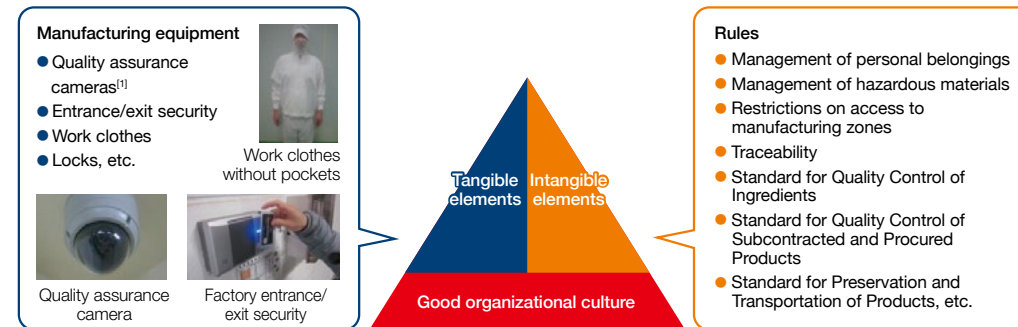 Manufacturing equipment
● Quality assurance
cameras[1]
● Entrance/exit security
● Work clothes
● Locks, etc.
Work clothes
without pockets
Quality assurance
camera
Factory entrance/
exit security
Tangible
elements
Intangible
elements
Good organizational culture
Rules
● Management of personal belongings
● Management of hazardous materials
● Restrictions on access to
manufacturing zones
● Traceability
● Standard for Quality Control of
Ingredients
● Standard for Quality Control of
Subcontracted and Procured
Products
● Standard for Preservation and
Transportation of Products, etc.